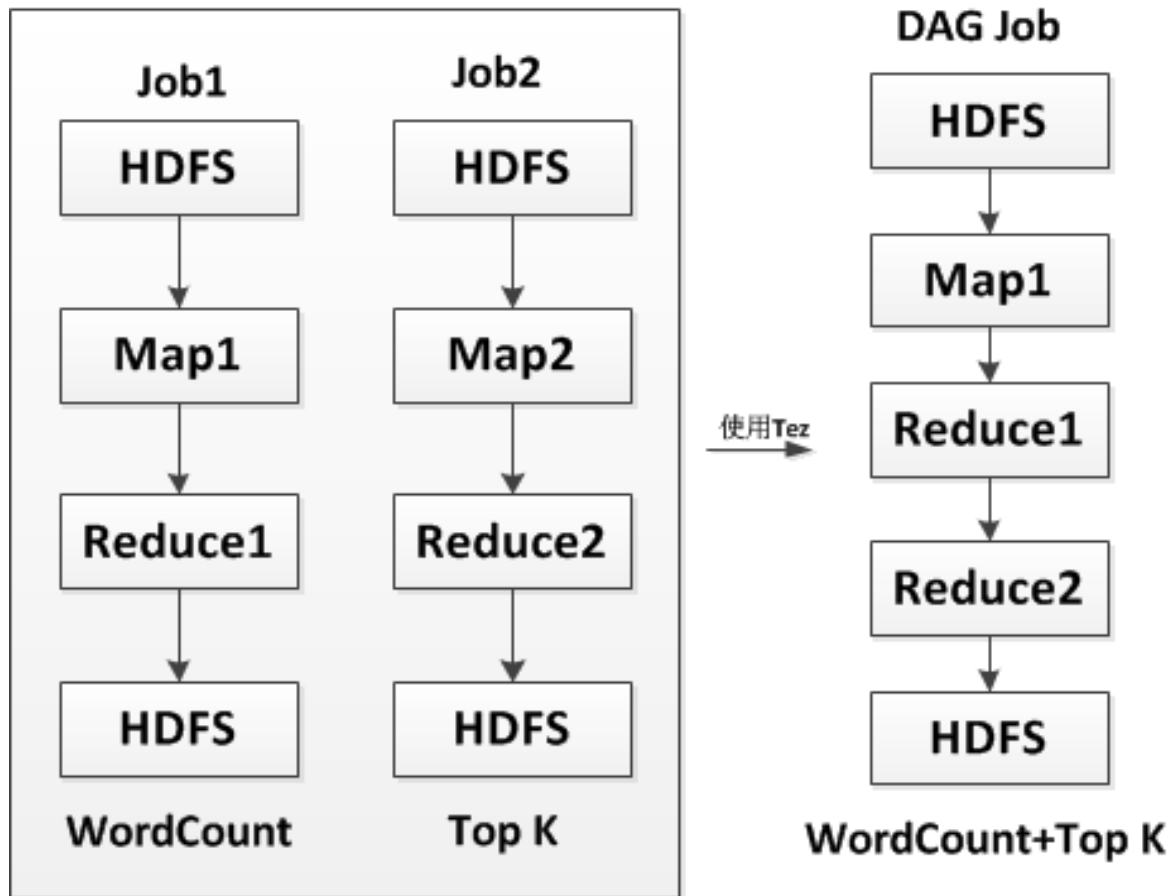 Job1
HDFS
Map1
Reduce1
HDFS
WordCount
Job2
HDFS
Map2
Reduce2
HDFS
Top K
使用Tez
DAG Job
HDFS
Map1
Reduce1
Reduce2
HDFS
WordCount+Top K